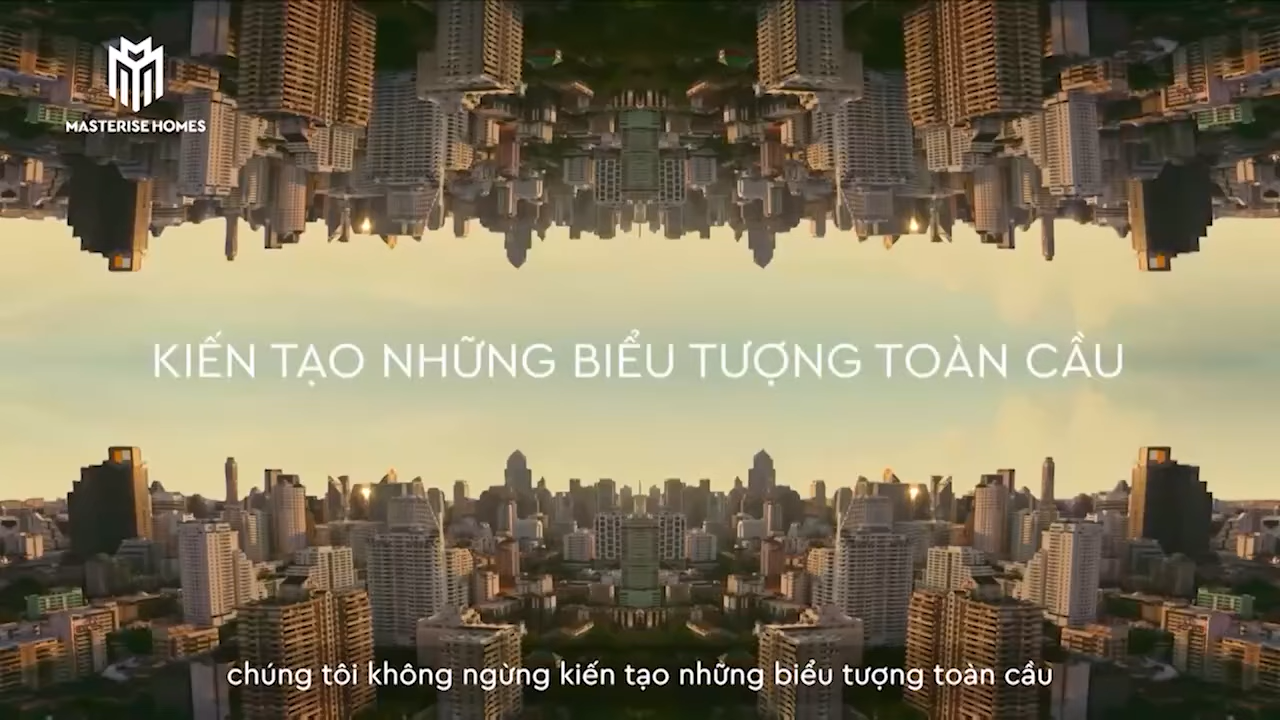 MASTERISE HOMES
KIẾN TẠO NHỮNG BIỂU TƯỢNG TOÀN CẦU
chúng tôi không ngừng kiến tạo những biểu tượng toàn cầu